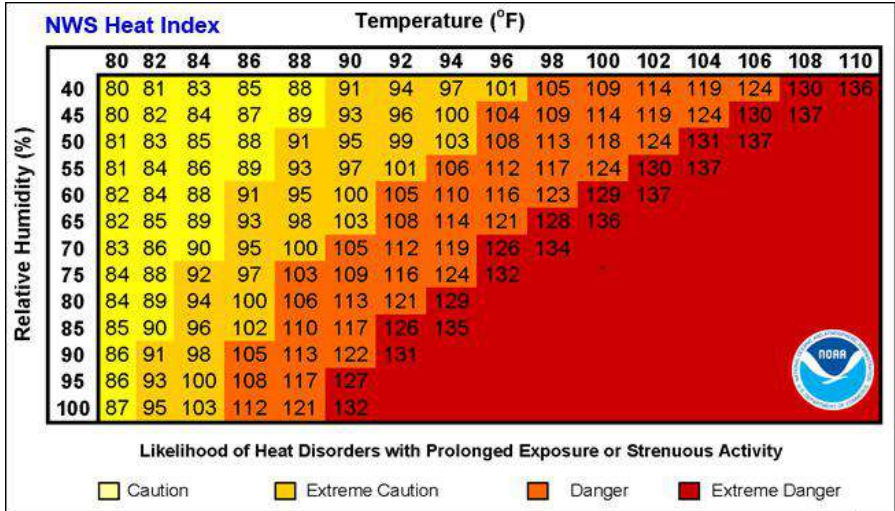 NWS Heat Index
Temperature (°F)
80 82 84 86 88 90 92 94 96 98 100 102 104 106 108 110
Relative Humidity (%)
40 80 81 83 85 88 91 94 97 101 105 109 114 119 124 130 136
45 80 82 84 87 89 93 96 100 104 109 114 119 124 130 137
50 81 83 85 88 91 95 99 103 108 113 118 124 131 137
55 81 84 86 89 93 97 101 106 112 117 124 130 137
60 82 84 88 91 95 100 105 110 116 123 129 137
65 82 85 89 93 98 103 108 114 121 128 136
70 83 86 90 95 100 105 112 119 126 134
75 84 88 92 97 103 109 116 124 132
80 84 89 94 100 106 113 121 129
85 85 90 96 102 110 117 126 135
90 86 91 98 105 113 122 131
95 86 93 100 108 117 127
100 87 95 103 112 121 132
NOAA
Likelihood of Heat Disorders with Prolonged Exposure or Strenuous Activity
Caution Extreme Caution Danger Extreme Danger